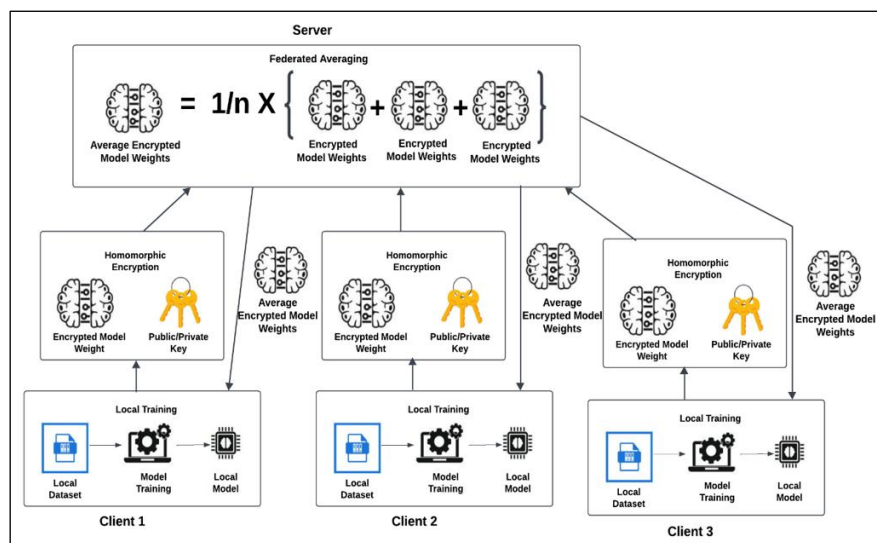 Server
Federated Averaging
= 1/n X { + + }
Average Encrypted
Model Weights
Encrypted
Model Weights
Encrypted
Model Weights
Encrypted
Model Weights
Homomorphic
Encryption
Encrypted Model
Weight
Public/Private
Key
Average
Encrypted Model
Weights
Homomorphic
Encryption
Encrypted Model
Weight
Public/Private
Key
Average
Encrypted Model
Weights
Homomorphic
Encryption
Encrypted Model
Weight
Public/Private
Key
Average
Encrypted Model
Weights
Local Training
Local
Dataset
Model
Training
Local
Model
Client 1
Local Training
Local
Dataset
Model
Training
Local
Model
Client 2
Local Training
Local
Dataset
Model
Training
Local
Model
Client 3